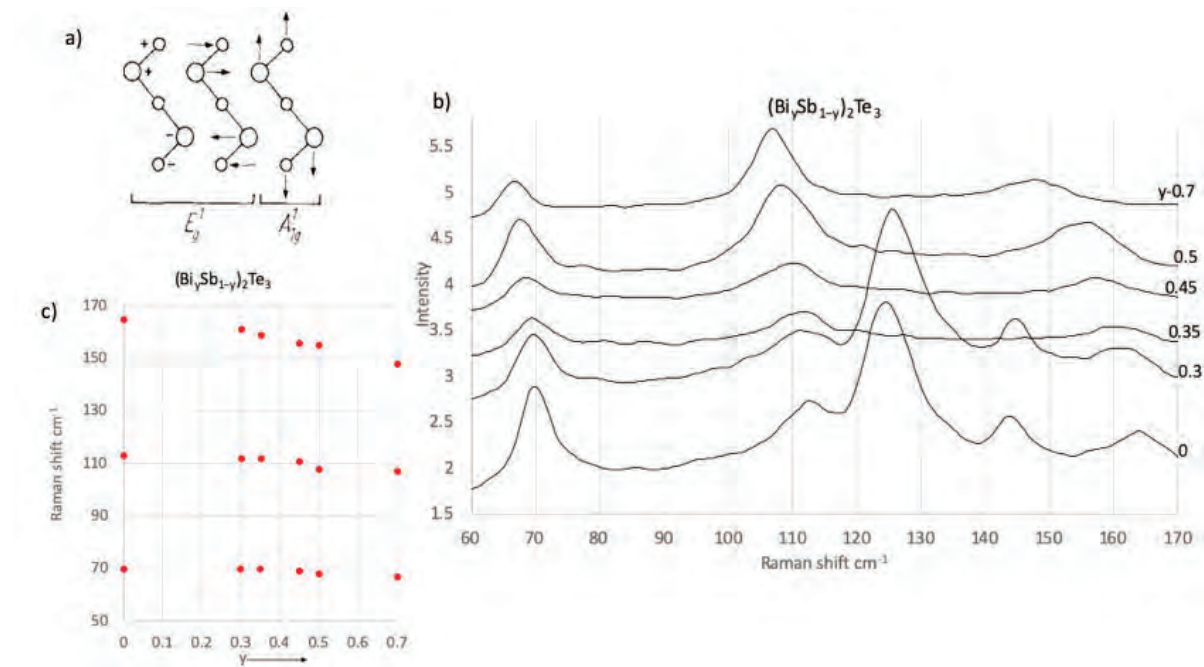 a)
+
+
-
-
E¹g
A¹1g
b)
(BiySb1−y)2Te3
Intensity
5.5
5
4.5
4
3.5
3
2.5
2
1.5
y-0.7
0.5
0.45
0.35
0.3
0
60 70 80 90 100 110 120 130 140 150 160 170
Raman shift cm-1
c)
(BiySb1−y)2Te3
Raman shift cm-1
170
150
130
110
90
70
50
0 0.1 0.2 0.3 0.4 0.5 0.6 0.7
Y